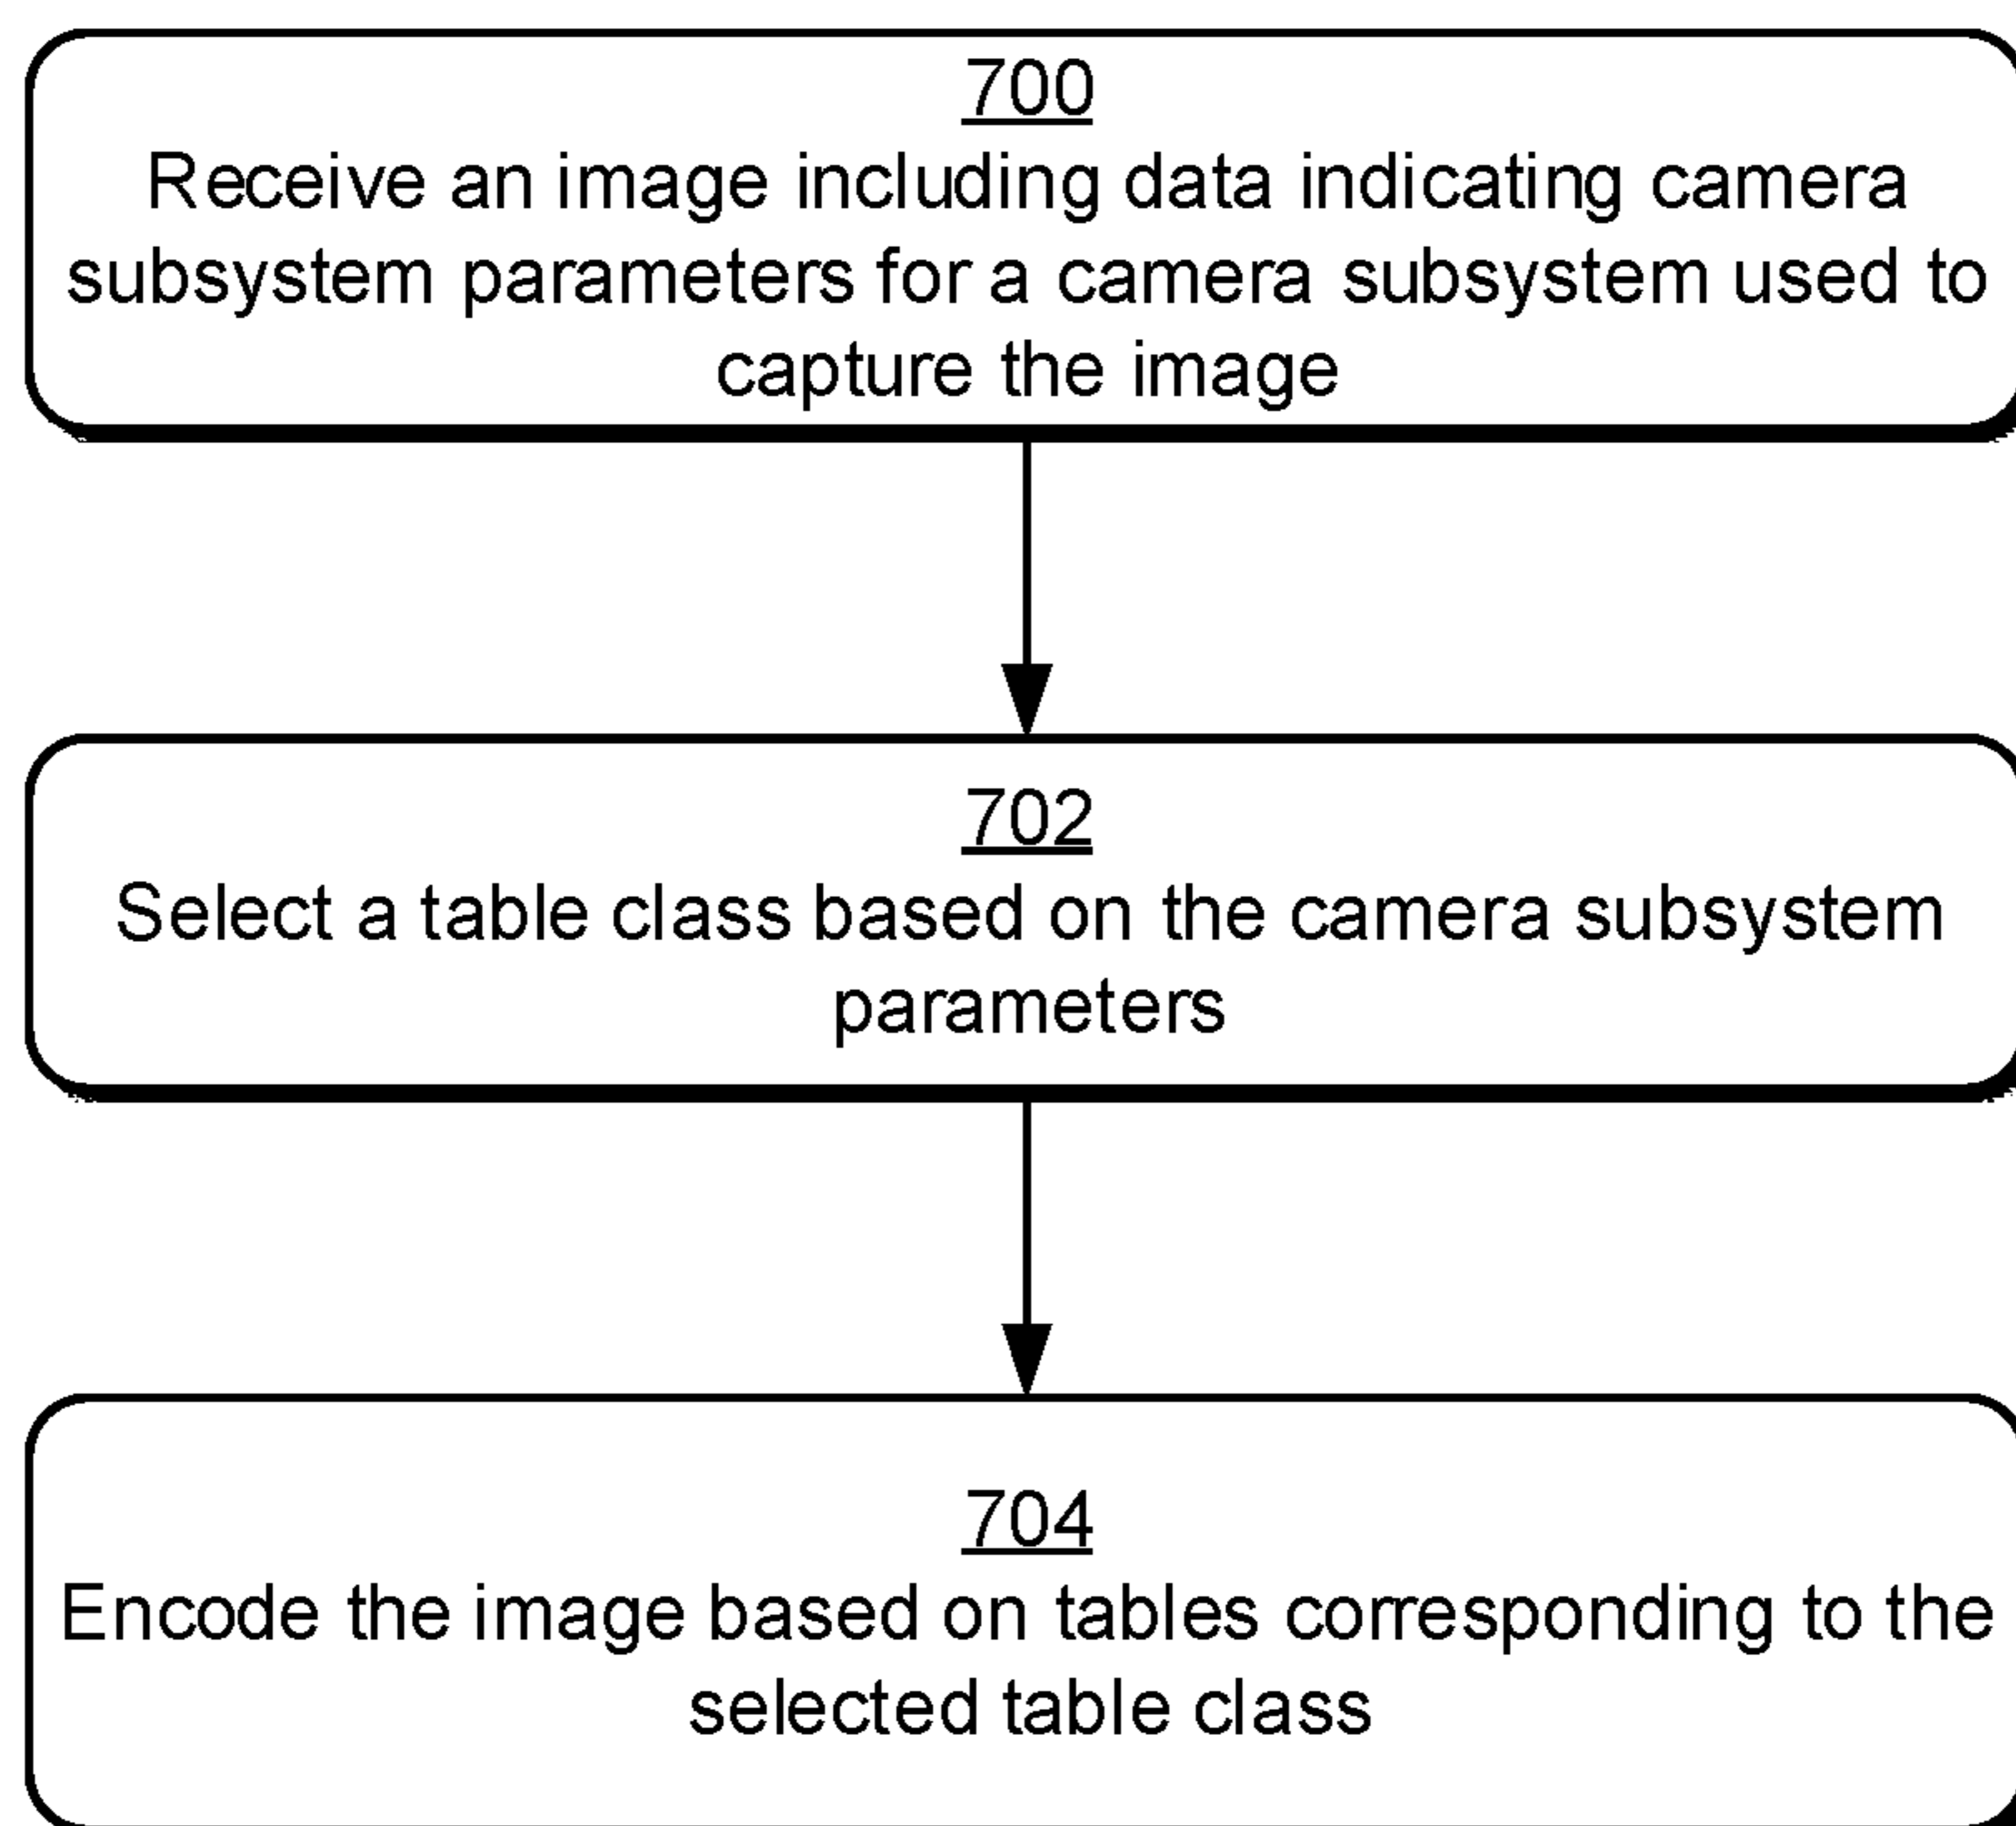 700
Receive an image including data indicating camera
subsystem parameters for a camera subsystem used to
capture the image
702
Select a table class based on the camera subsystem
parameters
704
Encode the image based on tables corresponding to the
selected table class